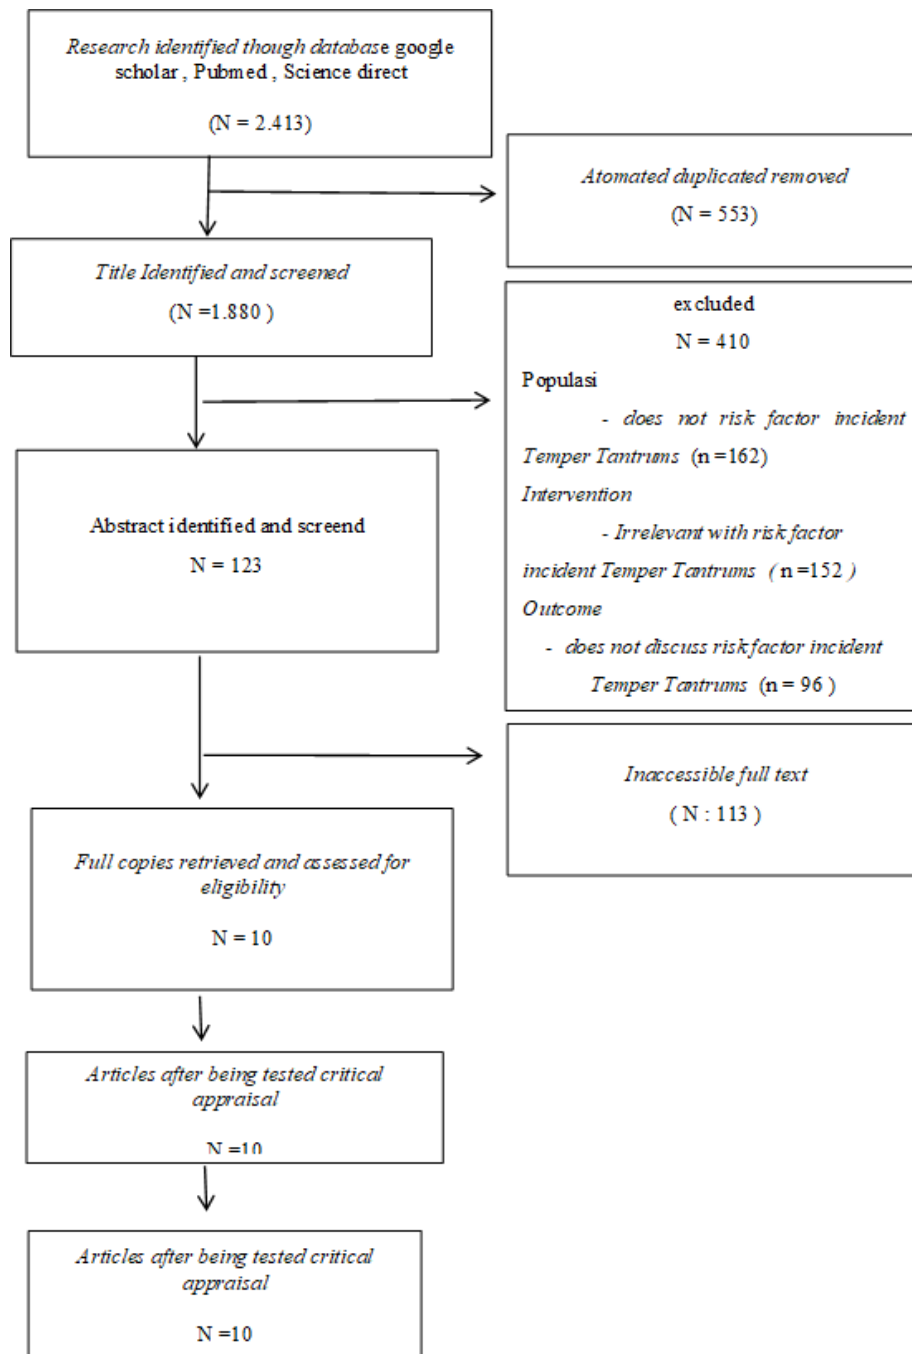 Research identified though database google
scholar , Pubmed , Science direct
(N = 2.413)
Atomated duplicated removed
(N = 553)
Title Identified and screened
(N =1.880 )
excluded
N = 410
Populasi
- does not risk factor incident
Temper Tantrums (n =162)
Intervention
- Irrelevant with risk factor
incident Temper Tantrums ( n =152 )
Outcome
- does not discuss risk factor incident
Temper Tantrums (n = 96 )
Abstract identified and screend
N = 123
Inaccessible full text
( N : 113 )
Full copies retrieved and assessed for
eligibility
N = 10
Articles after being tested critical
appraisal
N =10
Articles after being tested critical
appraisal
N =10